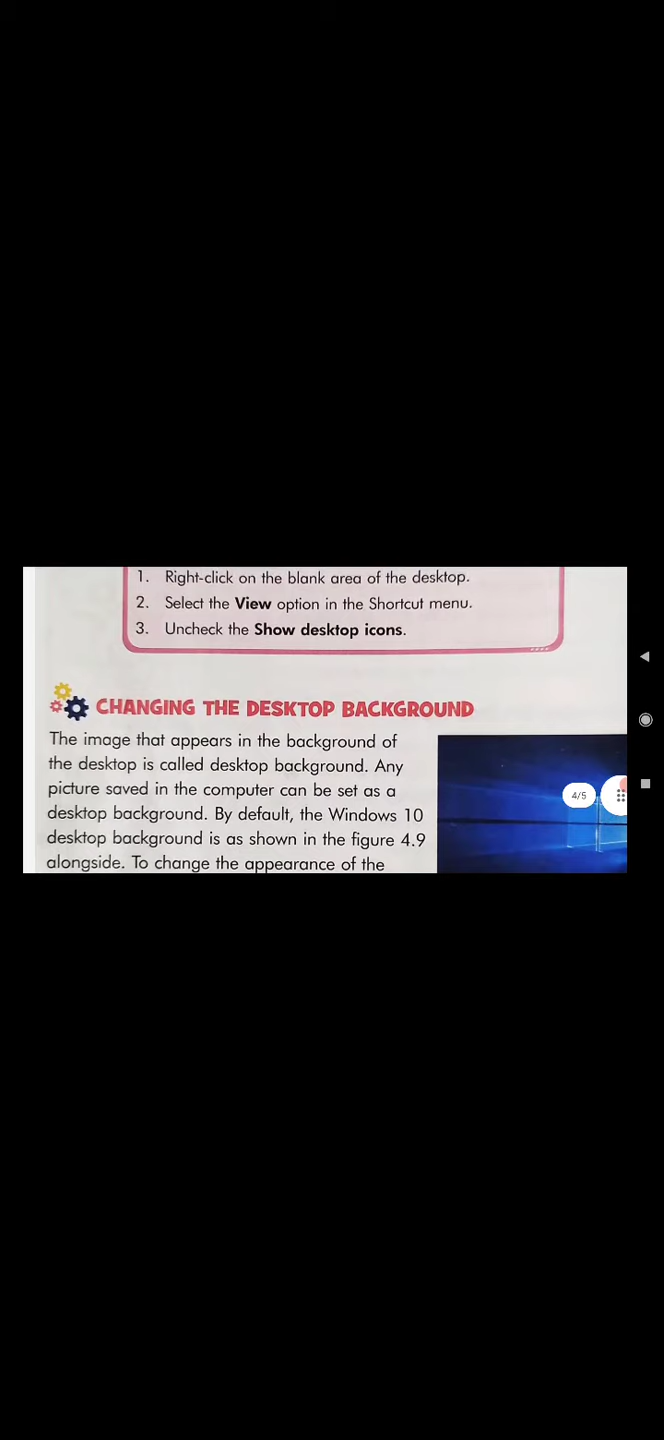 1. Right-click on the blank area of the desktop.
2. Select the View option in the Shortcut menu.
3. Uncheck the Show desktop icons.
CHANGING THE DESKTOP BACKGROUND
The image that appears in the background of
the desktop is called desktop background. Any
picture saved in the computer can be set as a
desktop background. By default, the Windows 10
desktop background is as shown in the figure 4.9
alongside. To change the appearance of the
4/5